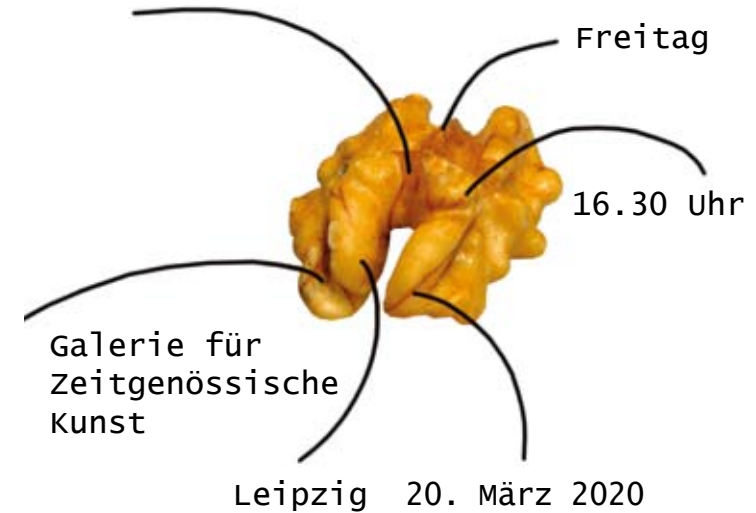 Freitag
16.30 Uhr
Galerie für
Zeitgenössische
Kunst
Leipzig 20. März 2020